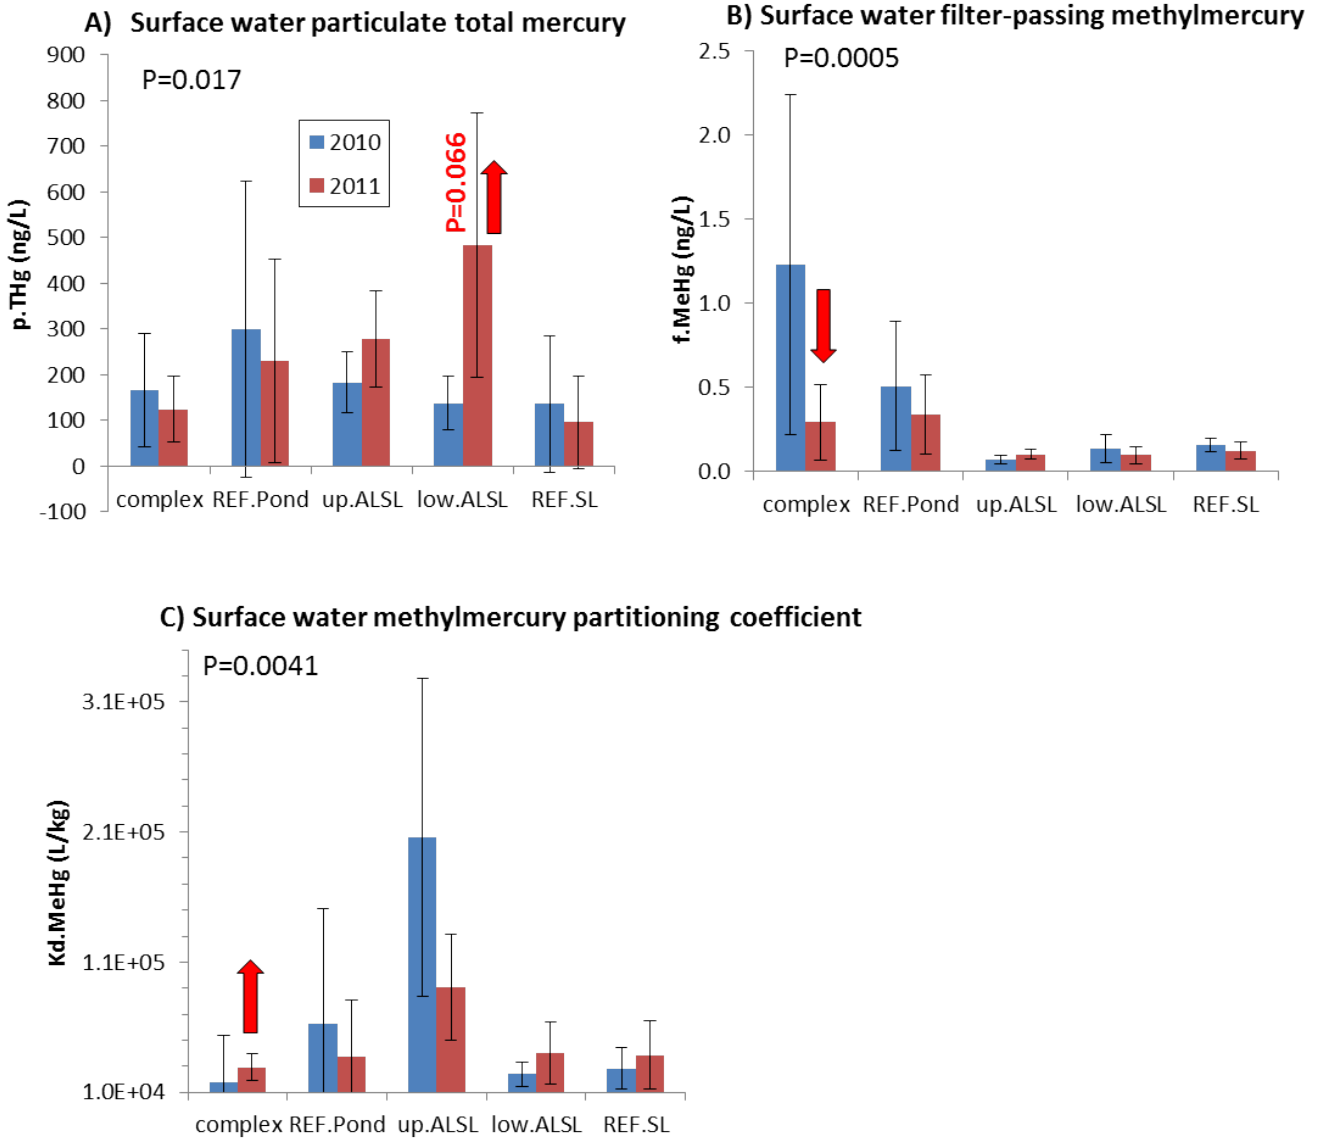 A) Surface water particulate total mercury
P=0.017
p.THg (ng/L)
900
800
700
600
500
400
300
200
100
0
-100
2010
2011
P=0.066
complex REF.Pond up.ALSL low.ALSL REF.SL
B) Surface water filter-passing methylmercury
P=0.0005
f.MeHg (ng/L)
2.5
2.0
1.5
1.0
0.5
0.0
complex REF.Pond up.ALSL low.ALSL REF.SL
C) Surface water methylmercury partitioning coefficient
P=0.0041
Kd.MeHg (L/kg)
3.1E+05
2.1E+05
1.1E+05
1.0E+04
complex REF.Pond up.ALSL low.ALSL REF.SL